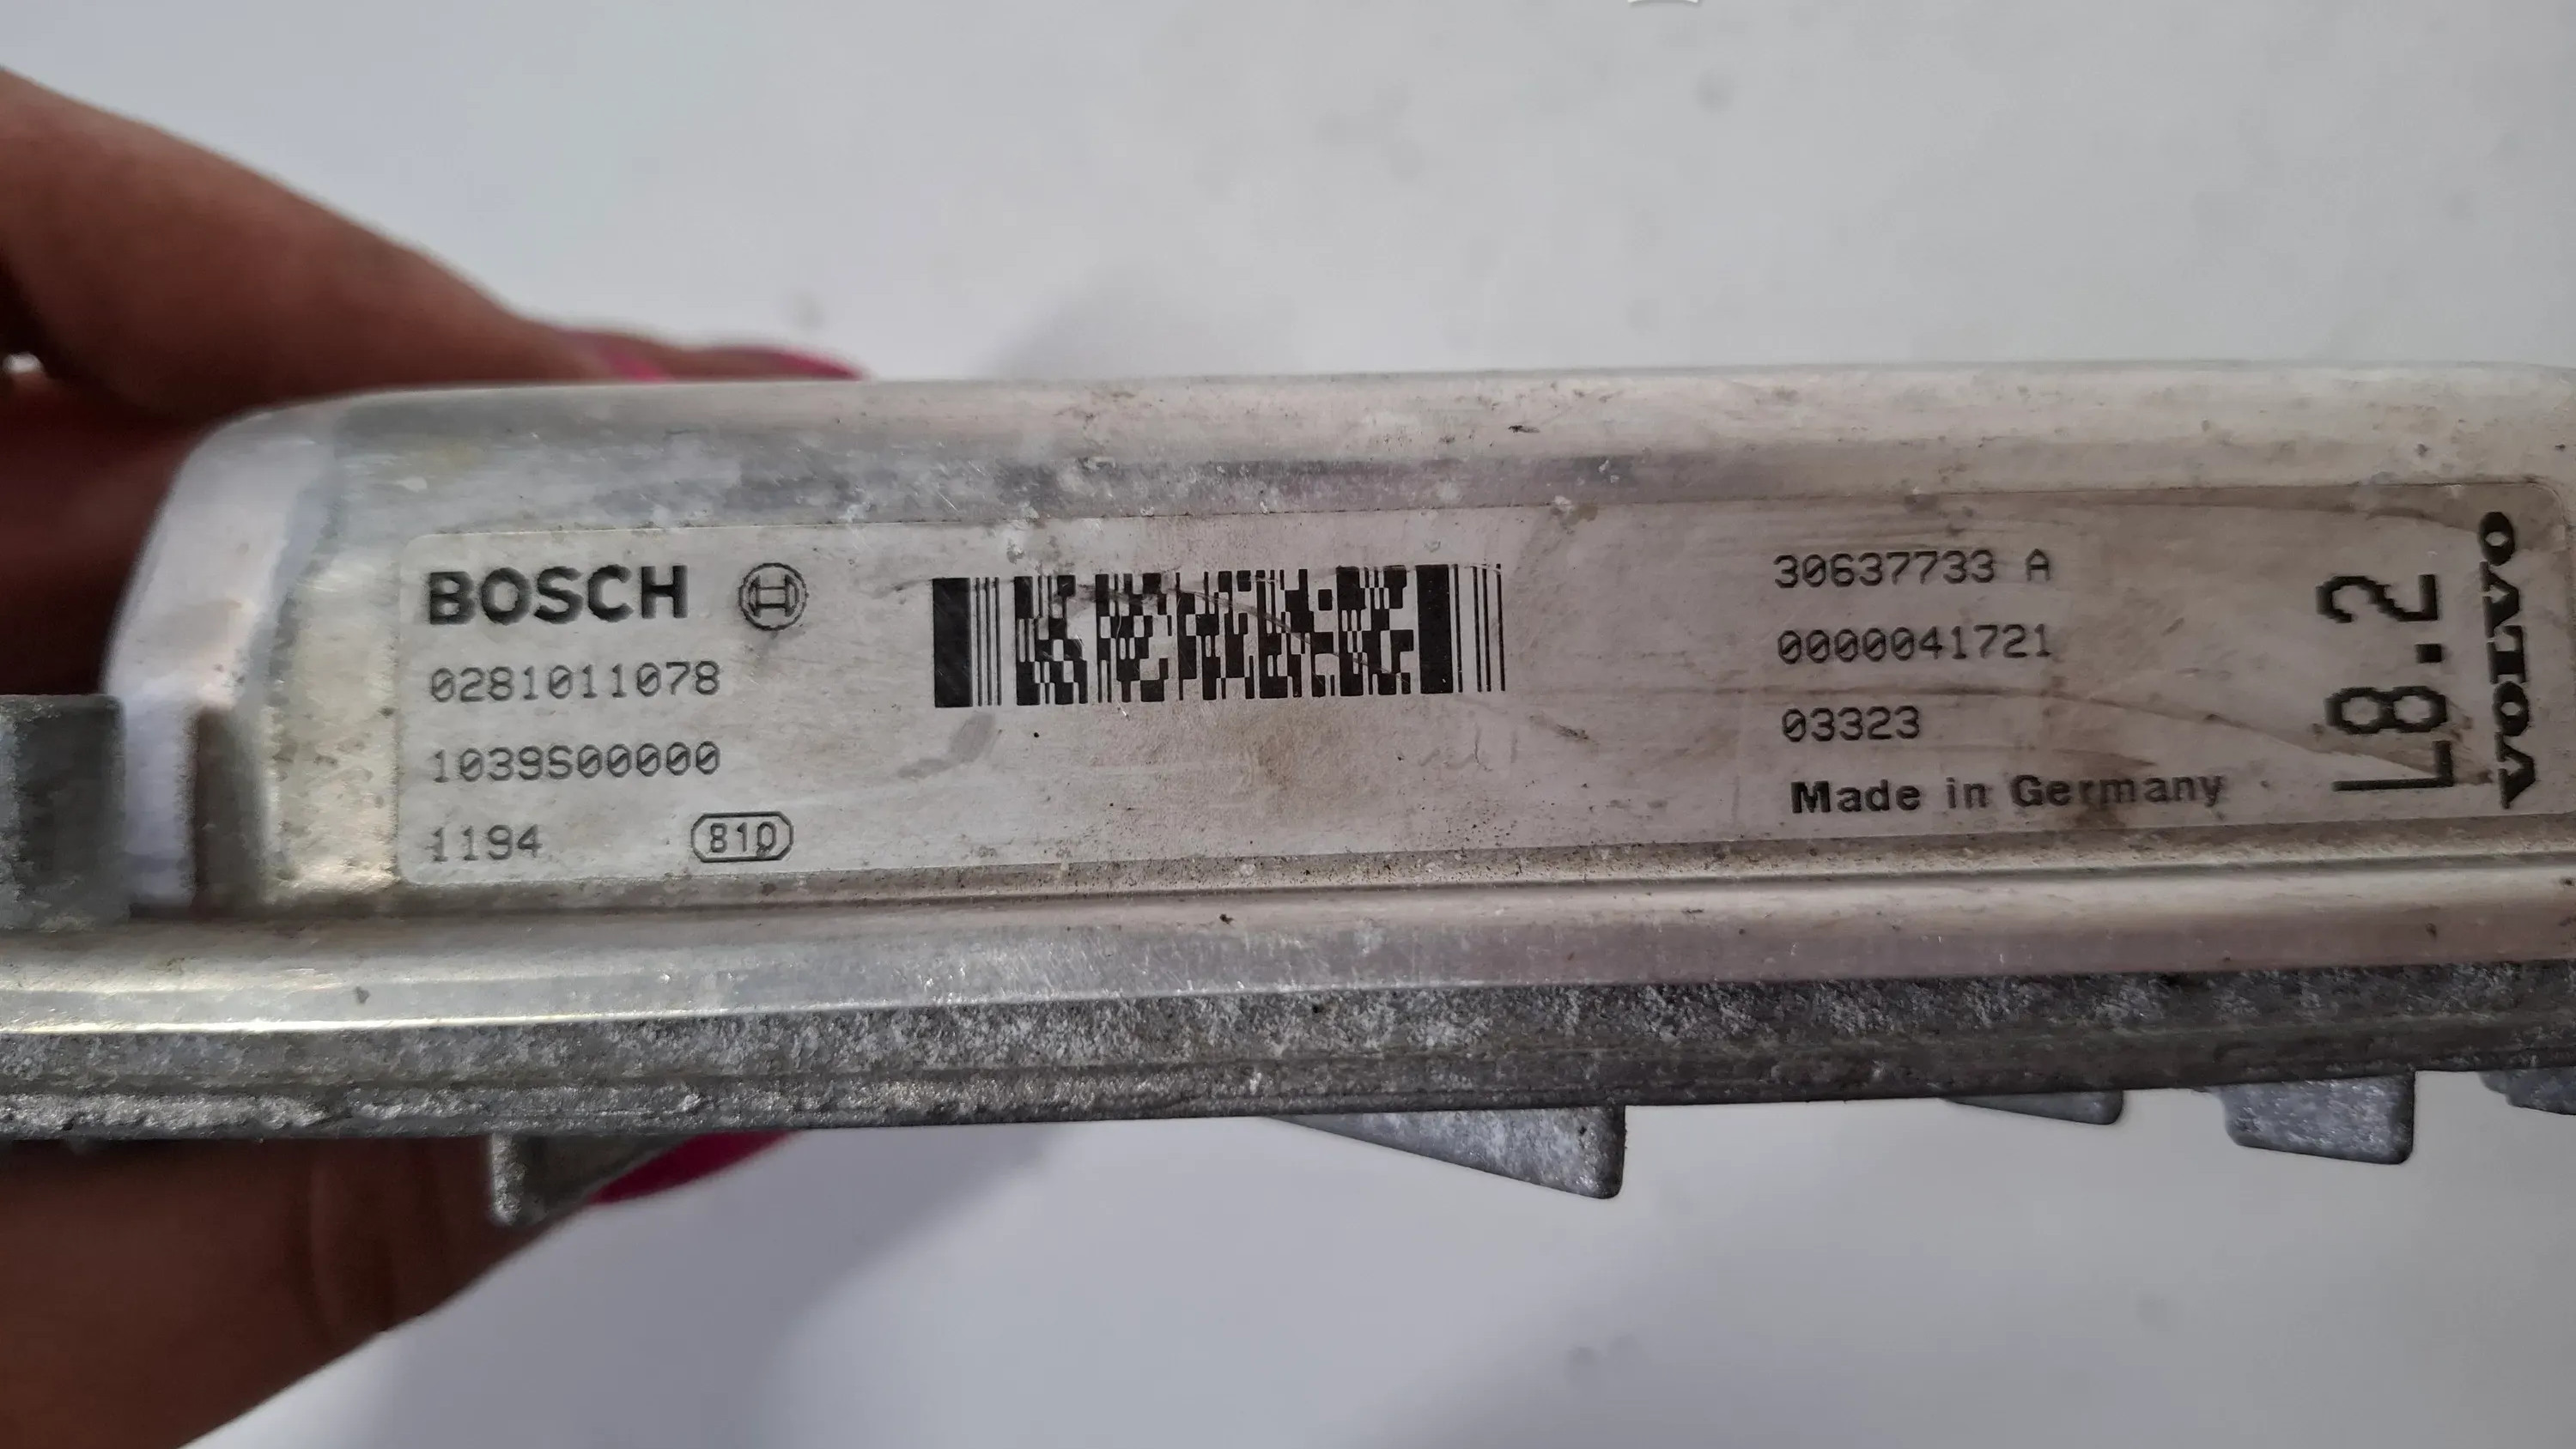 BOSCH
0281011078
1039S00000
1194 810
30637733 A
0000041721
03323
Made in Germany
L8.2
VOLVO